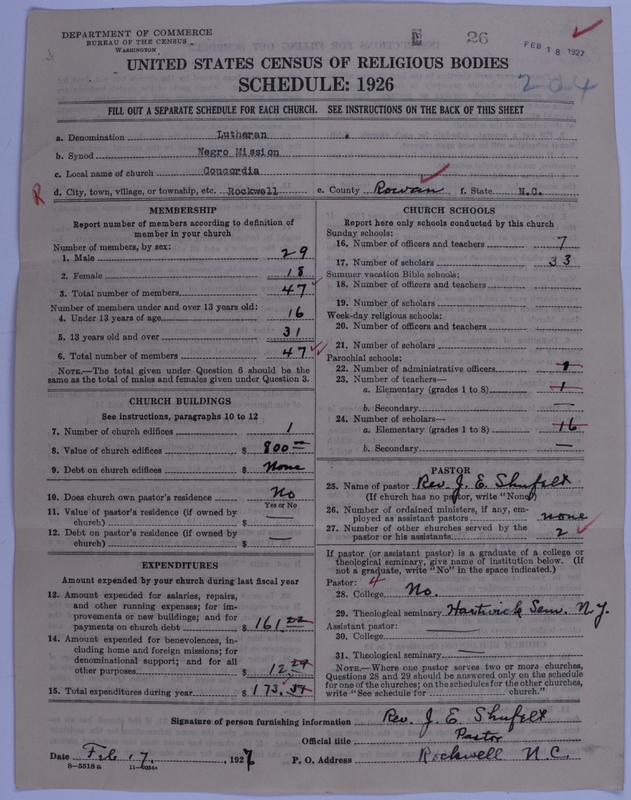 DEPARTMENT OF COMMERCE
BUREAU OF THE CENSUS
WASHINGTON
E 26
FEB 18 1927
204
UNITED STATES CENSUS OF RELIGIOUS BODIES
SCHEDULE: 1926
FILL OUT A SEPARATE SCHEDULE FOR EACH CHURCH. SEE INSTRUCTIONS ON THE BACK OF THIS SHEET
a. Denomination Lutheran
b. Synod Negro Mission
c. Local name of church Concordia
R d. City, town, village, or township, etc. Rockwell e. County Rowan f. State N.C.
MEMBERSHIP
Report number of members according to definition of
member in your church
Number of members, by sex:
1. Male 29
2. Female 18
3. Total number of members 47
Number of members under and over 13 years old:
4. Under 13 years of age 16
5. 13 years old and over 31
6. Total number of members 47
NOTE.—The total given under Question 6 should be the
same as the total of males and females given under Question 3.
CHURCH BUILDINGS
See instructions, paragraphs 10 to 12
7. Number of church edifices 1
8. Value of church edifices $ 800
9. Debt on church edifices $ None
10. Does church own pastor's residence No
Yes or No
11. Value of pastor's residence (if owned by
church) $ —
12. Debt on pastor's residence (if owned by
church) $ —
EXPENDITURES
Amount expended by your church during last fiscal year
13. Amount expended for salaries, repairs,
and other running expenses; for im-
provements or new buildings; and for
payments on church debt $ 161.22
14. Amount expended for benevolences, in-
cluding home and foreign missions; for
denominational support; and for all
other purposes $ 12
15. Total expenditures during year $ 173.
CHURCH SCHOOLS
Report here only schools conducted by this church
Sunday schools:
16. Number of officers and teachers 7
17. Number of scholars 33
Summer vacation Bible schools:
18. Number of officers and teachers
19. Number of scholars
Week-day religious schools:
20. Number of officers and teachers
21. Number of scholars
Parochial schools:
22. Number of administrative officers 1
23. Number of teachers—
a. Elementary (grades 1 to 8) 1
b. Secondary —
24. Number of scholars—
a. Elementary (grades 1 to 8) 16
b. Secondary —
PASTOR
25. Name of pastor Rev. J. E. Shufelt
(If church has no pastor, write "None")
26. Number of ordained ministers, if any, em-
ployed as assistant pastors none
27. Number of other churches served by the
pastor or his assistants 2
If pastor (or assistant pastor) is a graduate of a college or
theological seminary, give name of institution below. (If
not a graduate, write "No" in the space indicated.)
Pastor: 4
28. College No.
29. Theological seminary Hartwick Sem. N.Y.
Assistant pastor:
30. College —
31. Theological seminary —
NOTE.—Where one pastor serves two or more churches,
Questions 28 and 29 should be answered only on the schedule
for one of the churches; on the schedules for the other churches,
write "See schedule for church."
Signature of person furnishing information Rev. J. E. Shufelt
Official title Pastor
Date Feb. 17, 1927 P. O. Address Rockwell N.C.
8—5518a 11—9034a